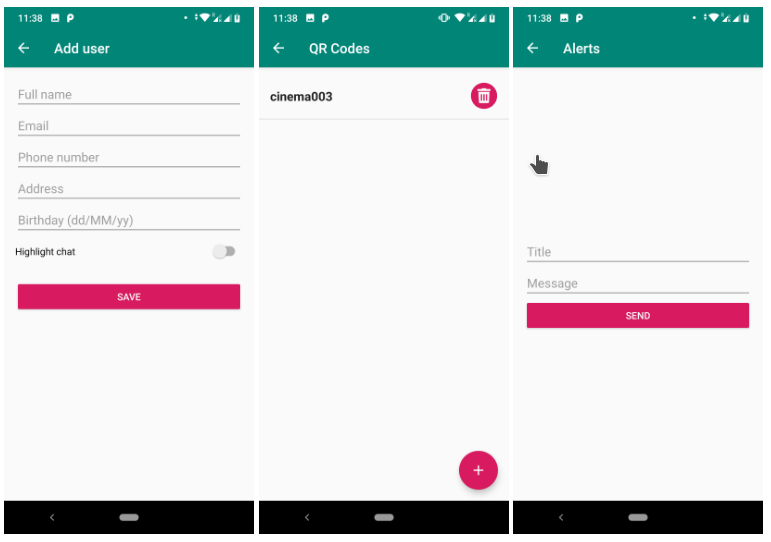 11:38
Add user
Full name
Email
Phone number
Address
Birthday (dd/MM/yy)
Highlight chat
SAVE
11:38
QR Codes
cinema003
+
11:38
Alerts
Title
Message
SEND